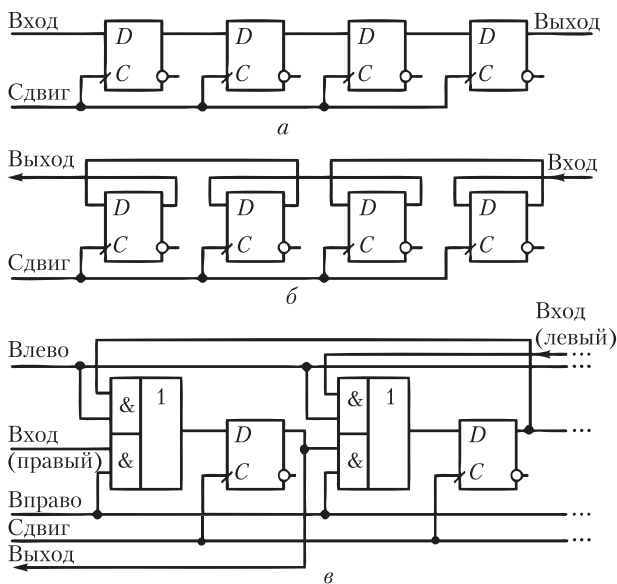 Вход
Выход
D
D
D
D
C
C
C
C
Сдвиг
а
Выход
Вход
D
D
D
D
C
C
C
C
Сдвиг
б
Вход
(левый)
Влево
...
...
&
1
&
1
Вход
(правый)
&
D
&
D
...
C
C
Вправо
...
Сдвиг
...
Выход
в